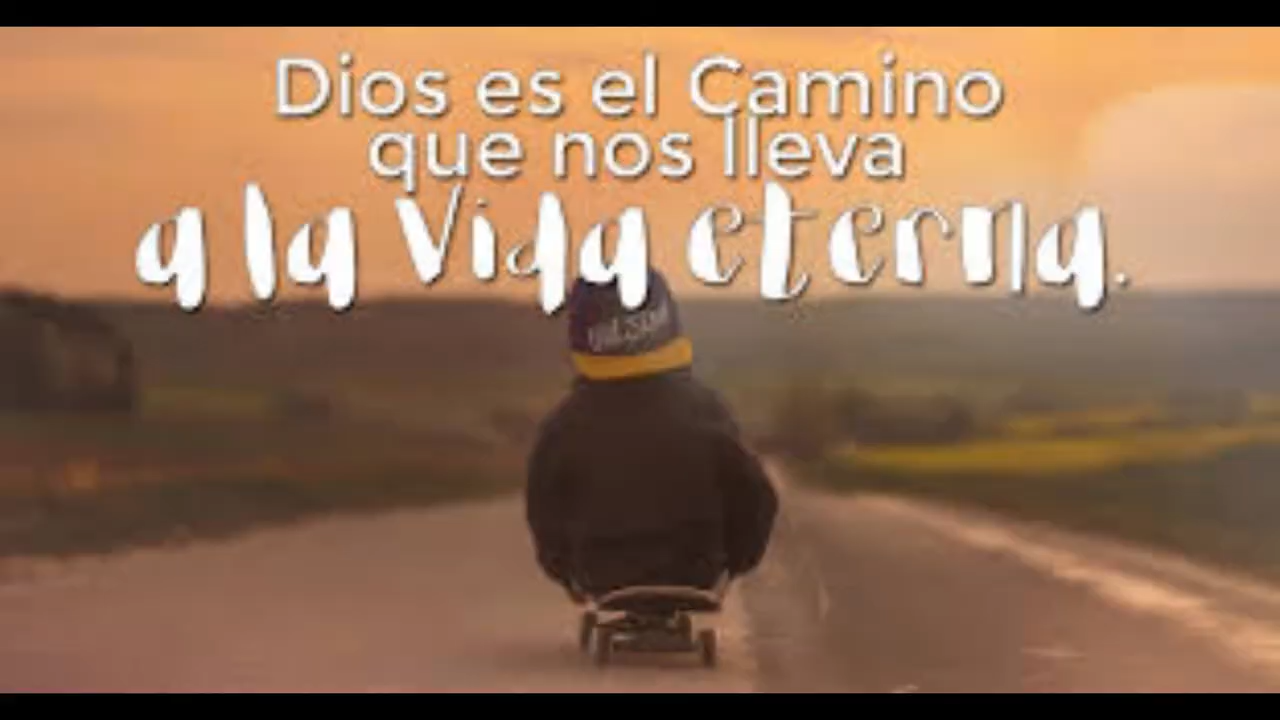 Dios es el Camino
que nos lleva
a la Vida eterna.